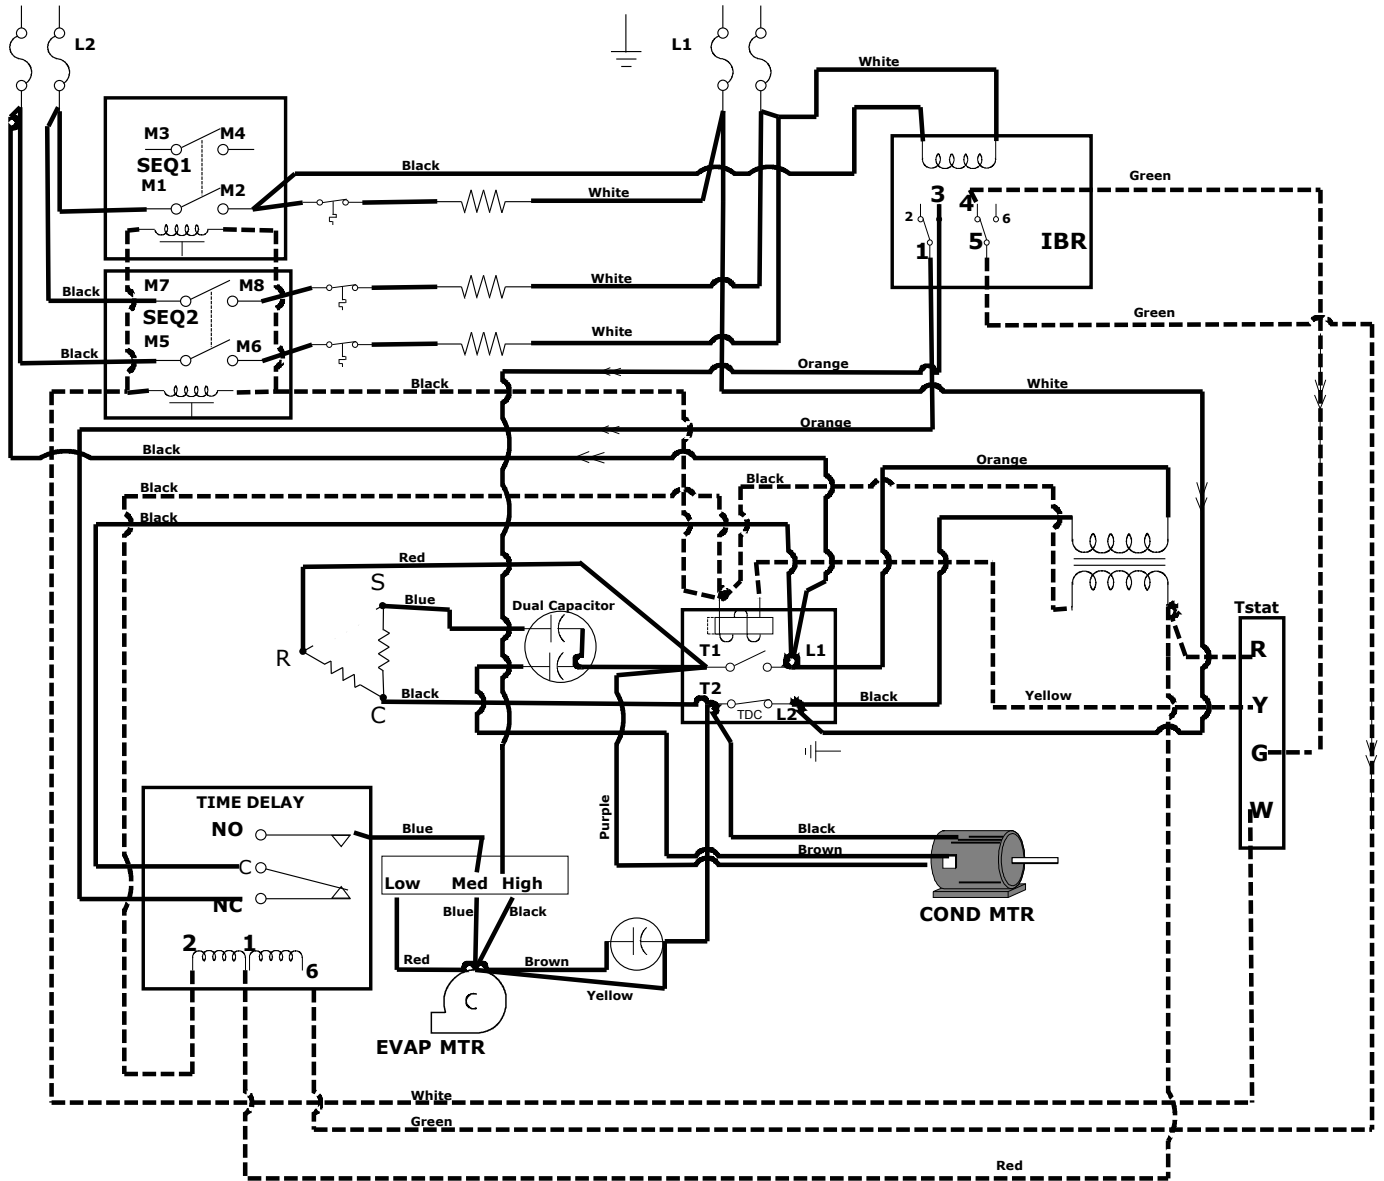 L2
L1
White
M3
M4
SEQ1
M1
M2
Black
White
Green
3
4
2
6
1
5
IBR
M7
M8
Black
SEQ2
White
Green
M5
M6
Black
White
Orange
Black
White
Orange
Black
Orange
Black
Black
Black
Red
S
Blue
Dual Capacitor
Tstat
R
T1
L1
R
Black
T2
Black
Yellow
Y
C
TDC
L2
G
TIME DELAY
NO
Blue
Purple
Black
W
Brown
C
Low
Med
High
NC
Blue
Black
COND MTR
2
1
6
Red
Brown
Yellow
C
EVAP MTR
White
Green
Red